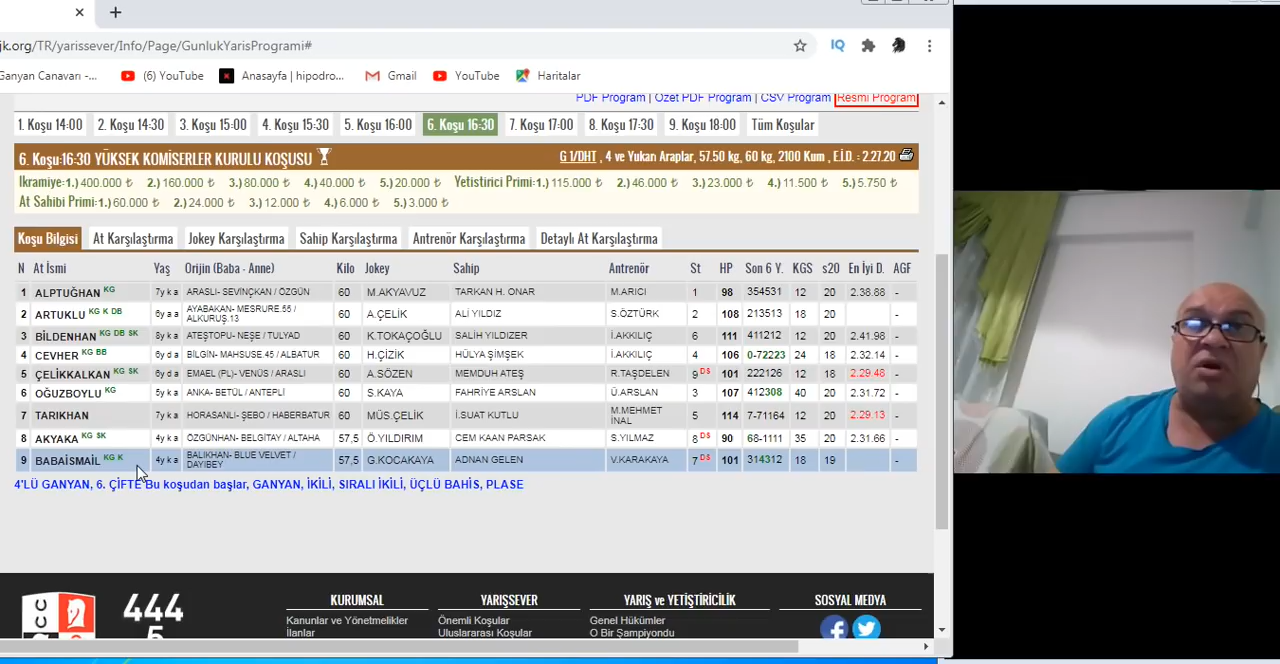 jk.org/TR/yarissever/Info/Page/GunlukYarisProgrami#
IQ
Ganyan Canavarı -... (6) YouTube Anasayfa | hipodro... Gmail YouTube Haritalar
PDF Program | Özet PDF Program | CSV Program Resmi Program
1. Koşu 14:00 2. Koşu 14:30 3. Koşu 15:00 4. Koşu 15:30 5. Koşu 16:00 6. Koşu 16:30 7. Koşu 17:00 8. Koşu 17:30 9. Koşu 18:00 Tüm Koşular
6. Koşu:16:30 YÜKSEK KOMİSERLER KURULU KOŞUSU G 1/DHT , 4 ve Yukarı Araplar, 57.50 kg, 60 kg, 2100 Kum , E.İ.D. : 2.27.20
İkramiye:1.) 400.000 ₺ 2.) 160.000 ₺ 3.) 80.000 ₺ 4.) 40.000 ₺ 5.) 20.000 ₺ Yetistirici Primi:1.) 115.000 ₺ 2.) 46.000 ₺ 3.) 23.000 ₺ 4.) 11.500 ₺ 5.) 5.750 ₺
At Sahibi Primi:1.) 60.000 ₺ 2.) 24.000 ₺ 3.) 12.000 ₺ 4.) 6.000 ₺ 5.) 3.000 ₺
Koşu Bilgisi At Karşılaştırma Jokey Karşılaştırma Sahip Karşılaştırma Antrenör Karşılaştırma Detaylı At Karşılaştırma
N At İsmi Yaş Orijin (Baba - Anne) Kilo Jokey Sahip Antrenör St HP Son 6 Y. KGS s20 En İyi D. AGF
1 ALPTUĞHAN KG 7y k a ARASLI- SEVİNÇKAN / ÖZGÜN 60 M.AKYAVUZ TARKAN H. ONAR M.ARICI 1 98 354531 12 20 2.38.88 -
2 ARTUKLU KG K DB 6y a a AYABAKAN- MESRURE.55 / ALKURUŞ.13 60 A.ÇELİK ALİ YILDIZ S.ÖZTÜRK 2 108 213513 18 20 -
3 BİLDENHAN KG DB SK 8y k a ATEŞTOPU- NEŞE / TULYAD 60 K.TOKAÇOĞLU SALİH YILDIZER İ.AKKILIÇ 6 111 411212 12 20 2.41.98 -
4 CEVHER KG BB 6y d a BİLGİN- MAHSUSE.45 / ALBATUR 60 H.ÇİZİK HÜLYA ŞİMŞEK İ.AKKILIÇ 4 106 0-72223 24 18 2.32.14 -
5 ÇELİKKALKAN KG SK 6y d a EMAEL (PL)- VENÜS / ARASLI 60 A.SÖZEN MEMDUH ATEŞ R.TAŞDELEN 9 DS 101 222126 12 18 2.29.48 -
6 OĞUZBOYLU KG 5y k a ANKA- BETÜL / ANTEPLİ 60 S.KAYA FAHRİYE ARSLAN Ü.ARSLAN 3 107 412308 40 20 2.31.72 -
7 TARIKHAN 7y k a HORASANLI- ŞEBO / HABERBATUR 60 MÜS.ÇELİK İ.SUAT KUTLU M.MEHMET İNAL 5 114 7-71164 12 20 2.29.13 -
8 AKYAKA KG SK 4y k a ÖZGÜNHAN- BELGİTAY / ALTAHA 57,5 Ö.YILDIRIM CEM KAAN PARSAK S.YILMAZ 8 DS 90 68-1111 35 20 2.31.66 -
9 BABAİSMAİL KG K 4y k a BALIKHAN- BLUE VELVET / DAYIBEY 57,5 G.KOCAKAYA ADNAN GELEN V.KARAKAYA 7 DS 101 314312 18 19 -
4'LÜ GANYAN, 6. ÇİFTE Bu koşudan başlar, GANYAN, İKİLİ, SIRALI İKİLİ, ÜÇLÜ BAHİS, PLASE
444
5
KURUMSAL YARIŞSEVER YARIŞ ve YETİŞTİRİCİLİK SOSYAL MEDYA
Kanunlar ve Yönetmelikler Önemli Koşular Genel Hükümler
İlanlar Uluslararası Koşular O Bir Şampiyondu